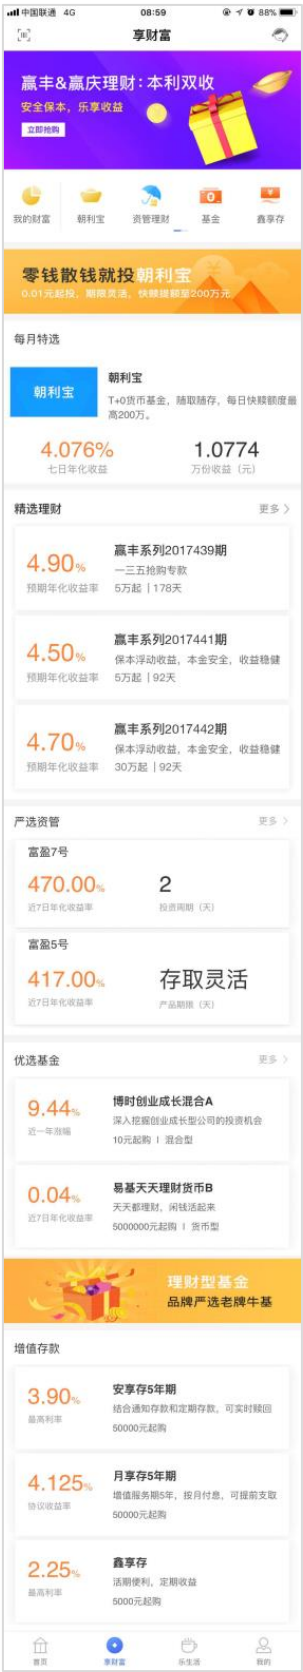 中国联通 4G 08:59 88%
享财富
赢丰&赢庆理财：本利双收
安全保本，乐享收益
立即抢购
我的财富 朝利宝 资管理财 基金 鑫享存
零钱散钱就投朝利宝
0.01元起投，期限灵活，快赎提额至200万元
每月特选
朝利宝
朝利宝
T+0货币基金，随取随存，每日快赎额度最
高200万。
4.076% 1.0774
七日年化收益 万份收益（元）
精选理财 更多
4.90% 赢丰系列2017439期
一三五抢购专款
预期年化收益率 5万起 | 178天
4.50% 赢丰系列2017441期
保本浮动收益，本金安全，收益稳健
预期年化收益率 5万起 | 92天
4.70% 赢丰系列2017442期
保本浮动收益，本金安全，收益稳健
预期年化收益率 30万起 | 92天
严选资管 更多
富盈7号
470.00% 2
近7日年化收益率 投资周期（天）
富盈5号
417.00% 存取灵活
近7日年化收益率 产品期限（天）
优选基金 更多
9.44% 博时创业成长混合A
深入挖掘创业成长型公司的投资机会
近一年涨幅 10元起购 | 混合型
0.04% 易基天天理财货币B
天天都理财，闲钱活起来
近7日年化收益率 5000000元起购 | 货币型
理财型基金
品牌严选老牌牛基
增值存款
3.90% 安享存5年期
结合通知存款和定期存款，可实时赎回
最高利率 50000元起购
4.125% 月享存5年期
增值服务期5年，按月付息，可提前支取
协议收益率 50000元起购
2.25% 鑫享存
活期便利，定期收益
最高利率 5000元起购
首页 享财富 乐生活 我的